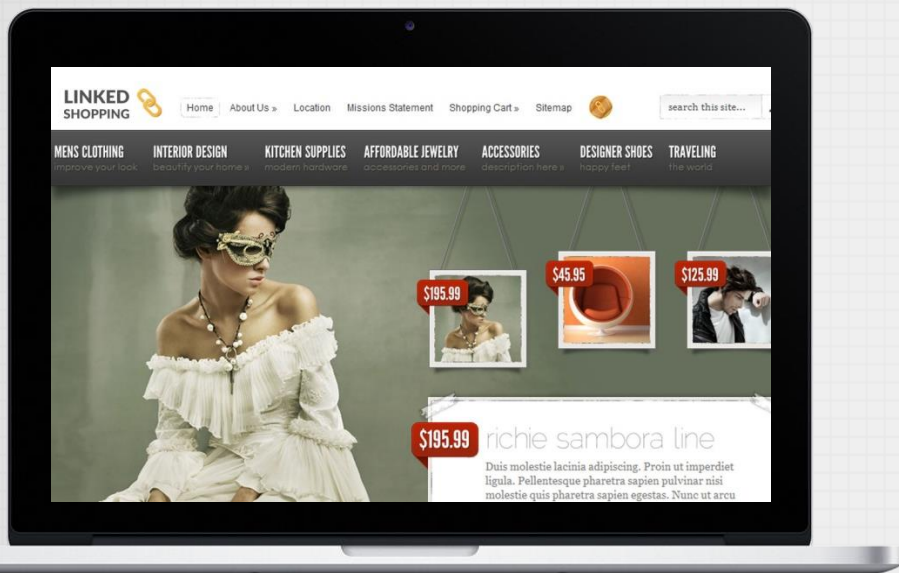 LINKED
SHOPPING
Home About Us » Location Missions Statement Shopping Cart » Sitemap
search this site...
MENS CLOTHING INTERIOR DESIGN KITCHEN SUPPLIES AFFORDABLE JEWELRY ACCESSORIES DESIGNER SHOES TRAVELING
improve your look beautify your home » modern hardware accessories and more description here » happy feet the world
$195.99 $45.95 $125.99
$195.99 richie sambora line
Duis molestie lacinia adipiscing. Proin ut imperdiet
ligula. Pellentesque pharetra sapien pulvinar nisi
molestie quis pharetra sapien egestas. Nunc ut arcu